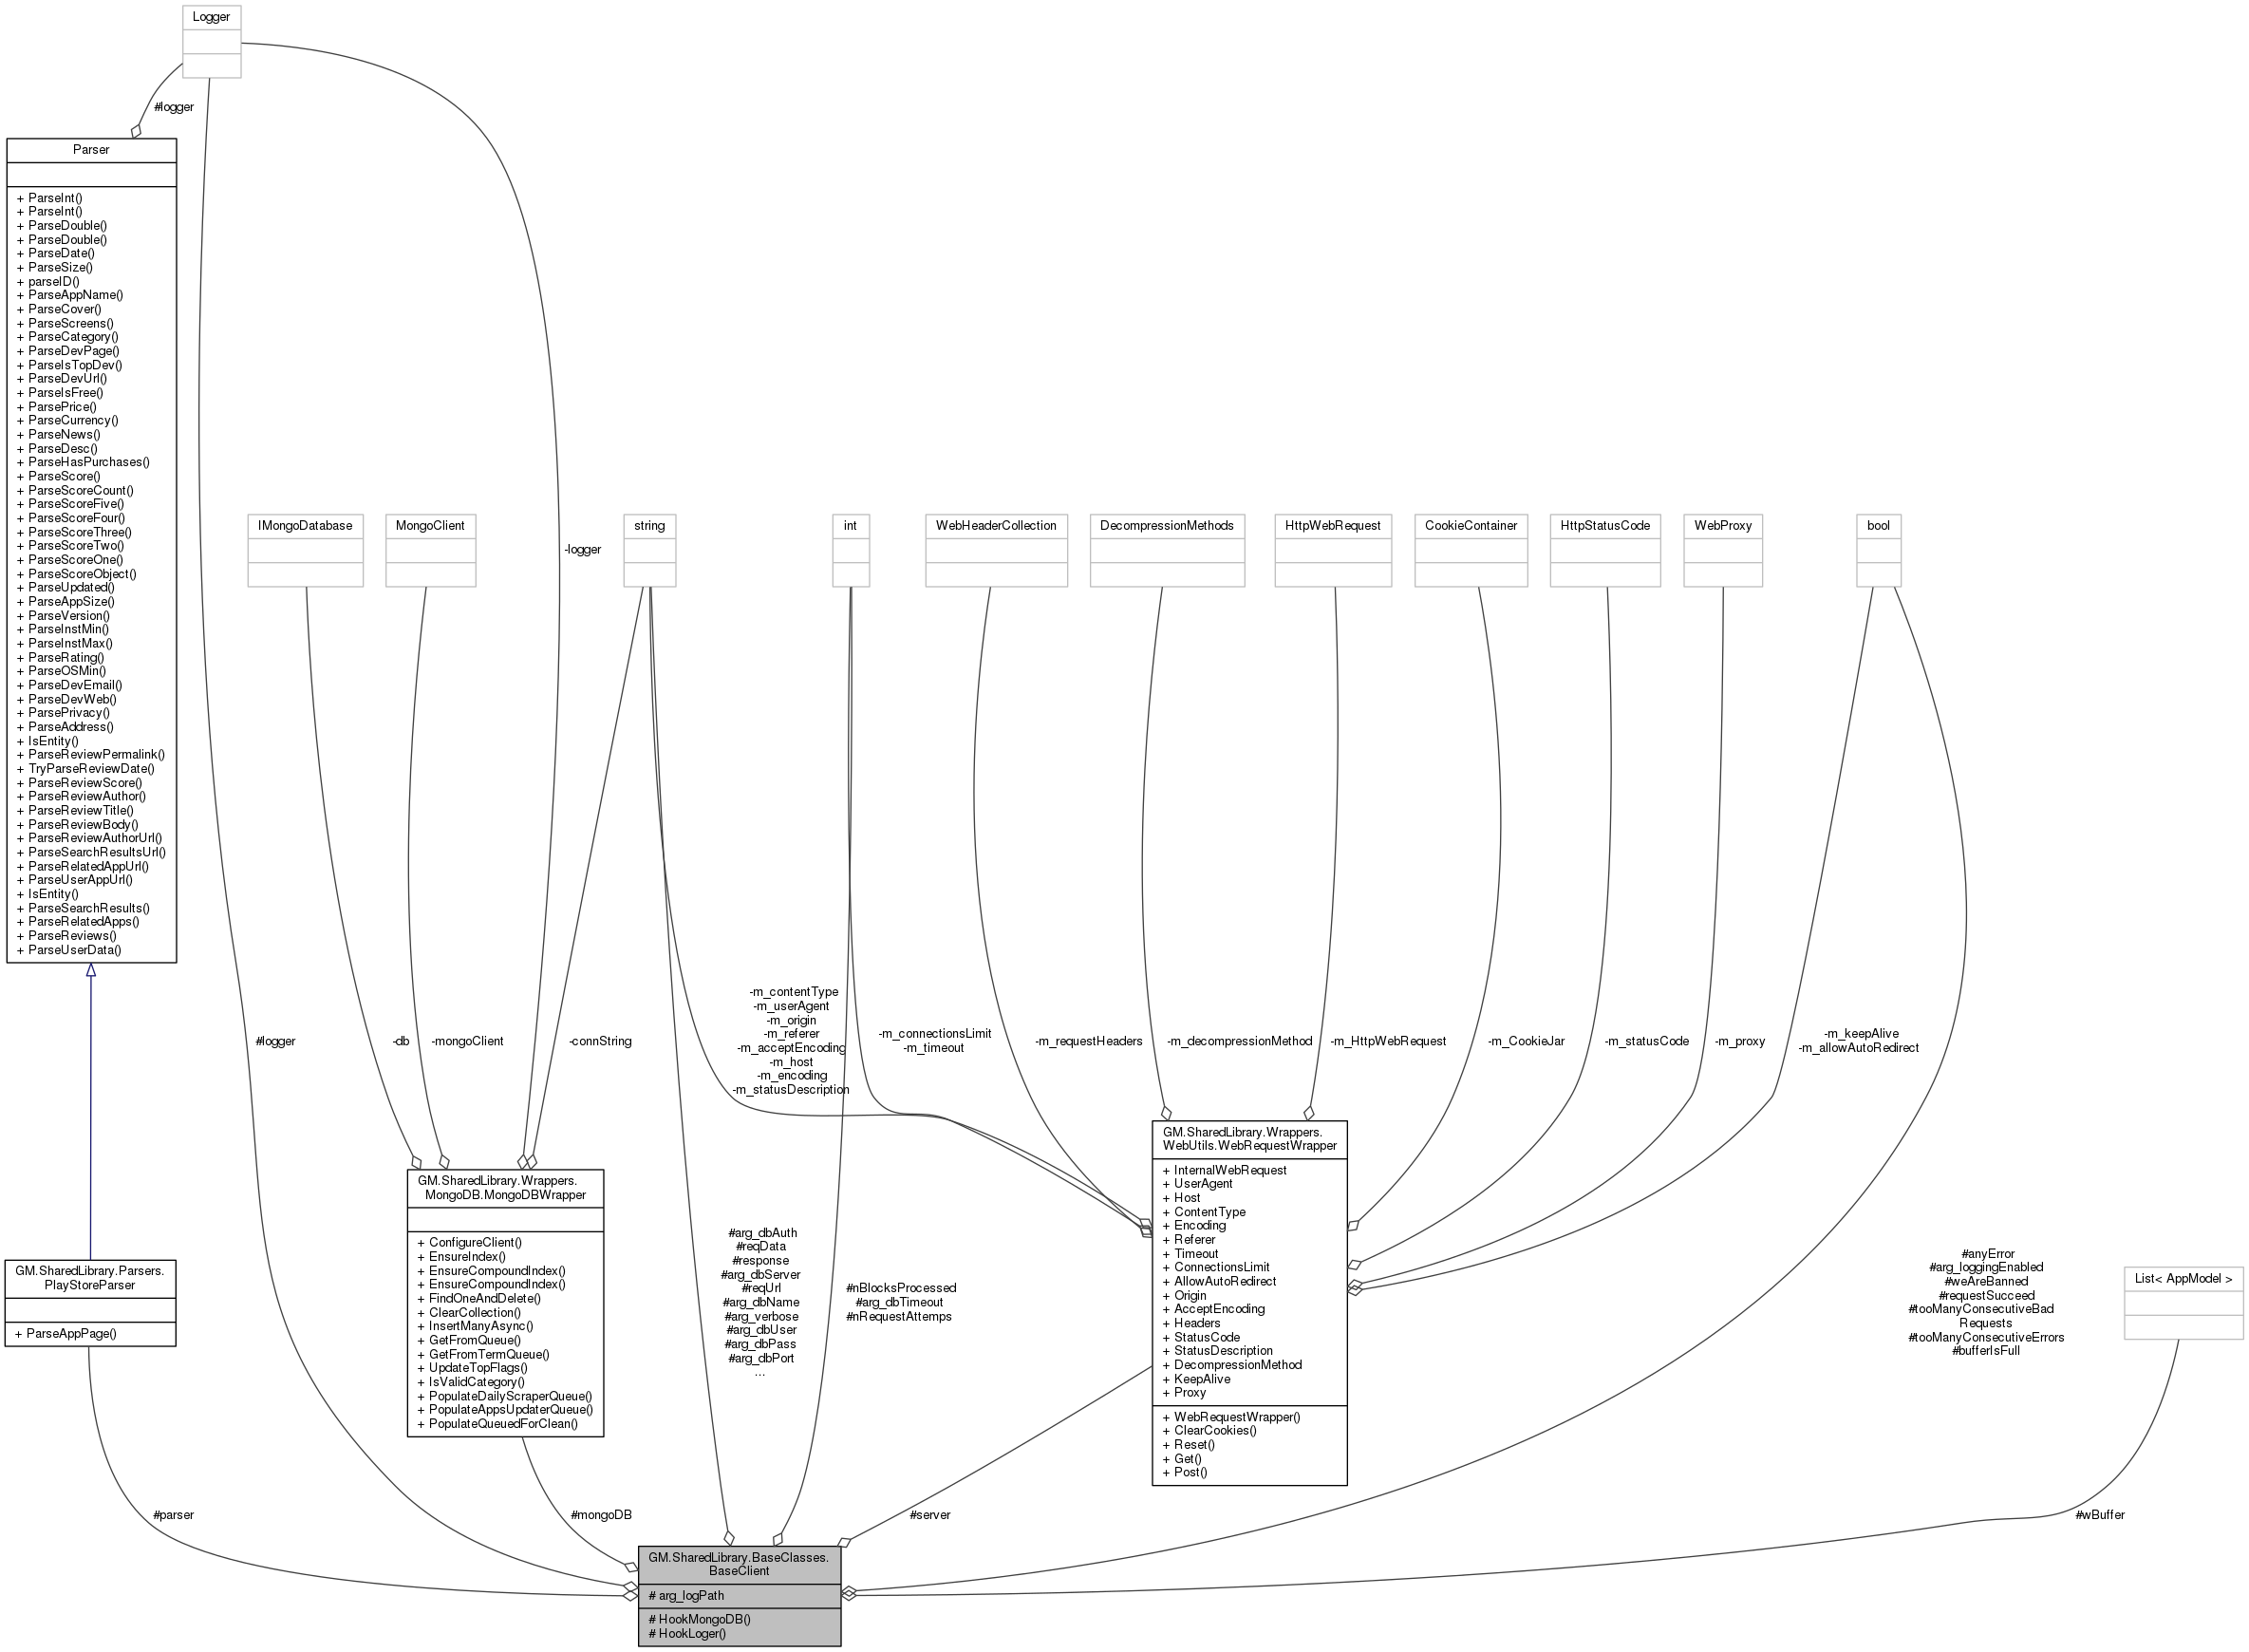 Logger
#logger
Parser
+ ParseInt()
+ ParseInt()
+ ParseDouble()
+ ParseDouble()
+ ParseDate()
+ ParseSize()
+ parseID()
+ ParseAppName()
+ ParseCover()
+ ParseScreens()
+ ParseCategory()
+ ParseDevPage()
+ ParseIsTopDev()
+ ParseDevUrl()
+ ParseIsFree()
+ ParsePrice()
+ ParseCurrency()
+ ParseNews()
+ ParseDesc()
+ ParseHasPurchases()
+ ParseScore()
+ ParseScoreCount()
+ ParseScoreFive()
+ ParseScoreFour()
+ ParseScoreThree()
+ ParseScoreTwo()
+ ParseScoreOne()
+ ParseScoreObject()
+ ParseUpdated()
+ ParseAppSize()
+ ParseVersion()
+ ParseInstMin()
+ ParseInstMax()
+ ParseRating()
+ ParseOSMin()
+ ParseDevEmail()
+ ParseDevWeb()
+ ParsePrivacy()
+ ParseAddress()
+ IsEntity()
+ ParseReviewPermalink()
+ TryParseReviewDate()
+ ParseReviewScore()
+ ParseReviewAuthor()
+ ParseReviewTitle()
+ ParseReviewBody()
+ ParseReviewAuthorUrl()
+ ParseSearchResultsUrl()
+ ParseRelatedAppUrl()
+ ParseUserAppUrl()
+ IsEntity()
+ ParseSearchResults()
+ ParseRelatedApps()
+ ParseReviews()
+ ParseUserData()
IMongoDatabase
MongoClient
string
int
WebHeaderCollection
DecompressionMethods
HttpWebRequest
CookieContainer
HttpStatusCode
WebProxy
bool
-logger
#logger
-db
-mongoClient
-connString
-m_contentType
-m_userAgent
-m_origin
-m_referer
-m_acceptEncoding
-m_host
-m_encoding
-m_statusDescription
-m_connectionsLimit
-m_timeout
-m_requestHeaders
-m_decompressionMethod
-m_HttpWebRequest
-m_CookieJar
-m_statusCode
-m_proxy
-m_keepAlive
-m_allowAutoRedirect
GM.SharedLibrary.Parsers.
PlayStoreParser
+ ParseAppPage()
GM.SharedLibrary.Wrappers.
MongoDB.MongoDBWrapper
+ ConfigureClient()
+ EnsureIndex()
+ EnsureCompoundIndex()
+ EnsureCompoundIndex()
+ FindOneAndDelete()
+ ClearCollection()
+ InsertManyAsync()
+ GetFromQueue()
+ GetFromTermQueue()
+ UpdateTopFlags()
+ IsValidCategory()
+ PopulateDailyScraperQueue()
+ PopulateAppsUpdaterQueue()
+ PopulateQueuedForClean()
#arg_dbAuth
#reqData
#response
#arg_dbServer
#reqUrl
#arg_dbName
#arg_verbose
#arg_dbUser
#arg_dbPass
#arg_dbPort
...
#nBlocksProcessed
#arg_dbTimeout
#nRequestAttemps
GM.SharedLibrary.Wrappers.
WebUtils.WebRequestWrapper
+ InternalWebRequest
+ UserAgent
+ Host
+ ContentType
+ Encoding
+ Referer
+ Timeout
+ ConnectionsLimit
+ AllowAutoRedirect
+ Origin
+ AcceptEncoding
+ Headers
+ StatusCode
+ StatusDescription
+ DecompressionMethod
+ KeepAlive
+ Proxy
+ WebRequestWrapper()
+ ClearCookies()
+ Reset()
+ Get()
+ Post()
#anyError
#arg_loggingEnabled
#weAreBanned
#requestSucceed
#tooManyConsecutiveBad
Requests
#tooManyConsecutiveErrors
#bufferIsFull
List< AppModel >
#parser
#mongoDB
#server
#wBuffer
GM.SharedLibrary.BaseClasses.
BaseClient
# arg_logPath
# HookMongoDB()
# HookLoger()